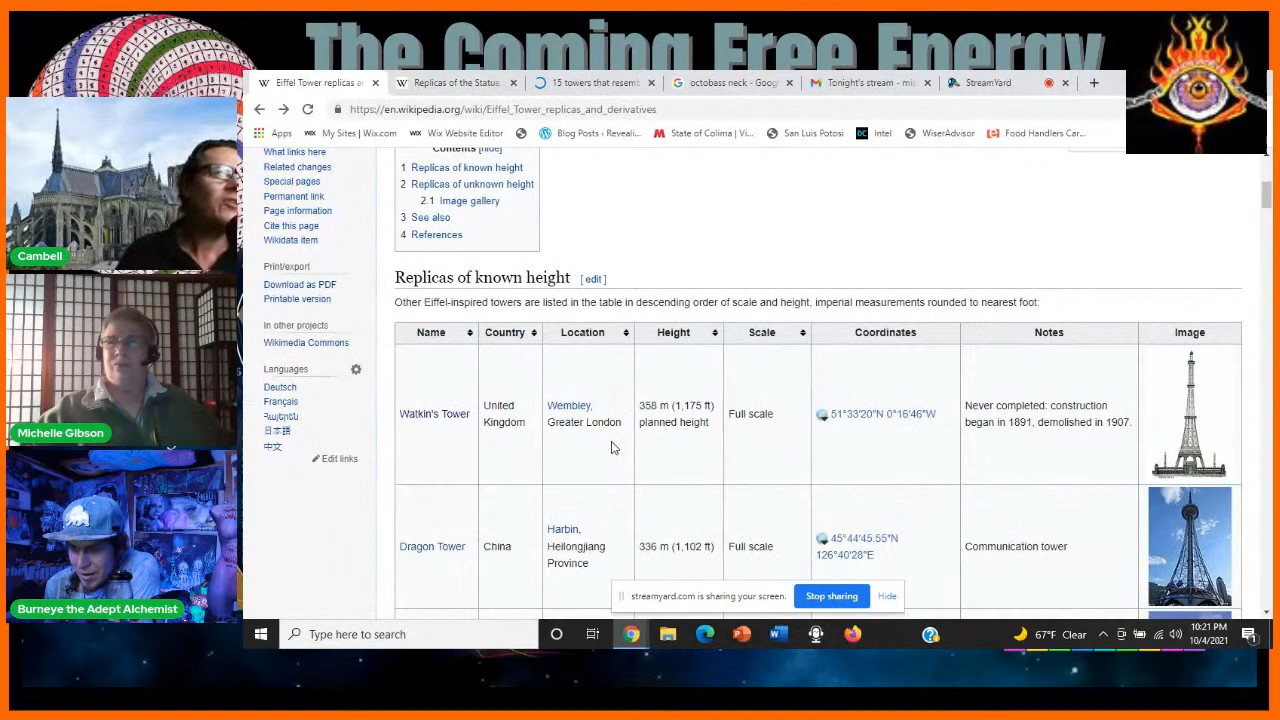 The Coming Free Energy
Eiffel Tower replicas a
Replicas of the Statue
15 towers that resemb
octobass neck - Goog
Tonight's stream - mic
StreamYard
https://en.wikipedia.org/wiki/Eiffel_Tower_replicas_and_derivatives
Apps
My Sites | Wix.com
Wix Website Editor
Blog Posts ‹ Reveali...
State of Colima | Vi...
San Luis Potosi
Intel
WiserAdvisor
Food Handlers Car...
What links here
Related changes
Special pages
Permanent link
Page information
Cite this page
Wikidata item
Print/export
Download as PDF
Printable version
In other projects
Wikimedia Commons
Languages
Deutsch
Français
Հայերեն
日本語
中文
Edit links
Contents [hide]
1 Replicas of known height
2 Replicas of unknown height
2.1 Image gallery
3 See also
4 References
Replicas of known height [ edit ]
Other Eiffel-inspired towers are listed in the table in descending order of scale and height, imperial measurements rounded to nearest foot:
Name Country Location Height Scale Coordinates Notes Image
Watkin's Tower
United
Kingdom
Wembley,
Greater London
358 m (1,175 ft)
planned height
Full scale
51°33′20″N 0°16′46″W
Never completed: construction
began in 1891, demolished in 1907.
Dragon Tower
China
Harbin,
Heilongjiang
Province
336 m (1,102 ft)
Full scale
45°44′45.55″N
126°40′28″E
Communication tower
streamyard.com is sharing your screen.
Stop sharing
Hide
Type here to search
67°F Clear
10:21 PM
10/4/2021
Cambell
Michelle Gibson
Burneye the Adept Alchemist